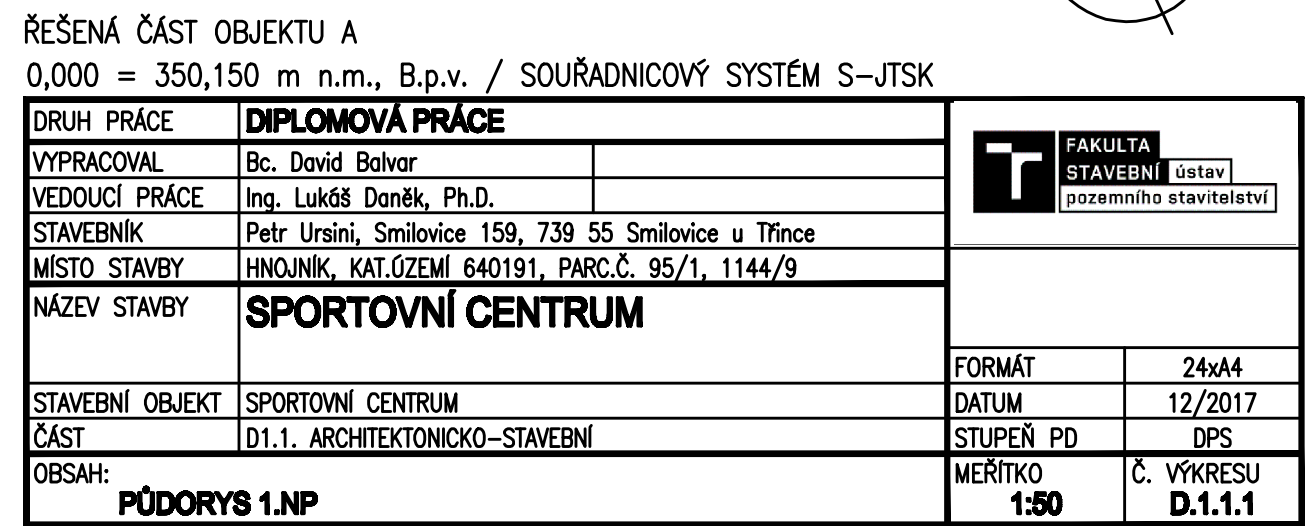 ŘEŠENÁ ČÁST OBJEKTU A
0,000 = 350,150 m n.m., B.p.v. / SOUŘADNICOVÝ SYSTÉM S-JTSK
DRUH PRÁCE DIPLOMOVÁ PRÁCE
VYPRACOVAL Bc. David Balvar
VEDOUCÍ PRÁCE Ing. Lukáš Daněk, Ph.D.
STAVEBNÍK Petr Ursini, Smilovice 159, 739 55 Smilovice u Třince
MÍSTO STAVBY HNOJNÍK, KAT.ÚZEMÍ 640191, PARC.Č. 95/1, 1144/9
FAKULTA
STAVEBNÍ ústav
pozemního stavitelství
NÁZEV STAVBY SPORTOVNÍ CENTRUM
FORMÁT 24xA4
STAVEBNÍ OBJEKT SPORTOVNÍ CENTRUM DATUM 12/2017
ČÁST D1.1. ARCHITEKTONICKO-STAVEBNÍ STUPEŇ PD DPS
OBSAH: MEŘÍTKO Č. VÝKRESU
PŮDORYS 1.NP 1:50 D.1.1.1